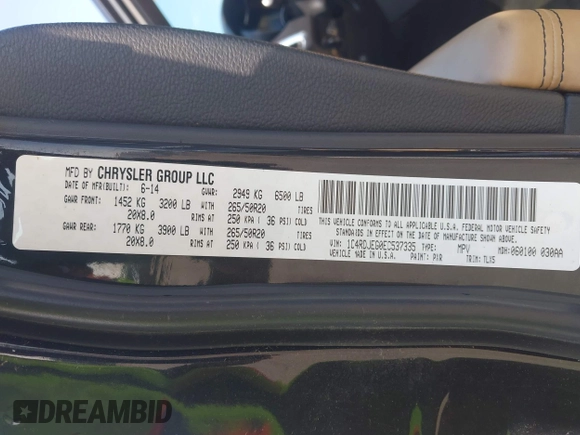 MFD BY CHRYSLER GROUP LLC
DATE OF MFR(BUILT): 6-14 GVWR: 2949 KG 6500 LB
GAWR FRONT: 1452 KG 3200 LB WITH 265/50R20 TIRES
20X8.0 RIMS AT 250 KPA ( 36 PSI) COLD
GAWR REAR: 1770 KG 3900 LB WITH 265/50R20 TIRES
20X8.0 RIMS AT 250 KPA ( 36 PSI) COLD
THIS VEHICLE CONFORMS TO ALL APPLICABLE U.S.A. FEDERAL MOTOR VEHICLE SAFETY
STANDARDS IN EFFECT ON THE DATE OF MANUFACTURE SHOWN ABOVE.
VIN: 1C4RDJEG0EC597335 TYPE: MPV MDH:060100 030AA
VEHICLE MADE IN U.S.A. PAINT: PXR TRIM: TLX5
DREAMBID